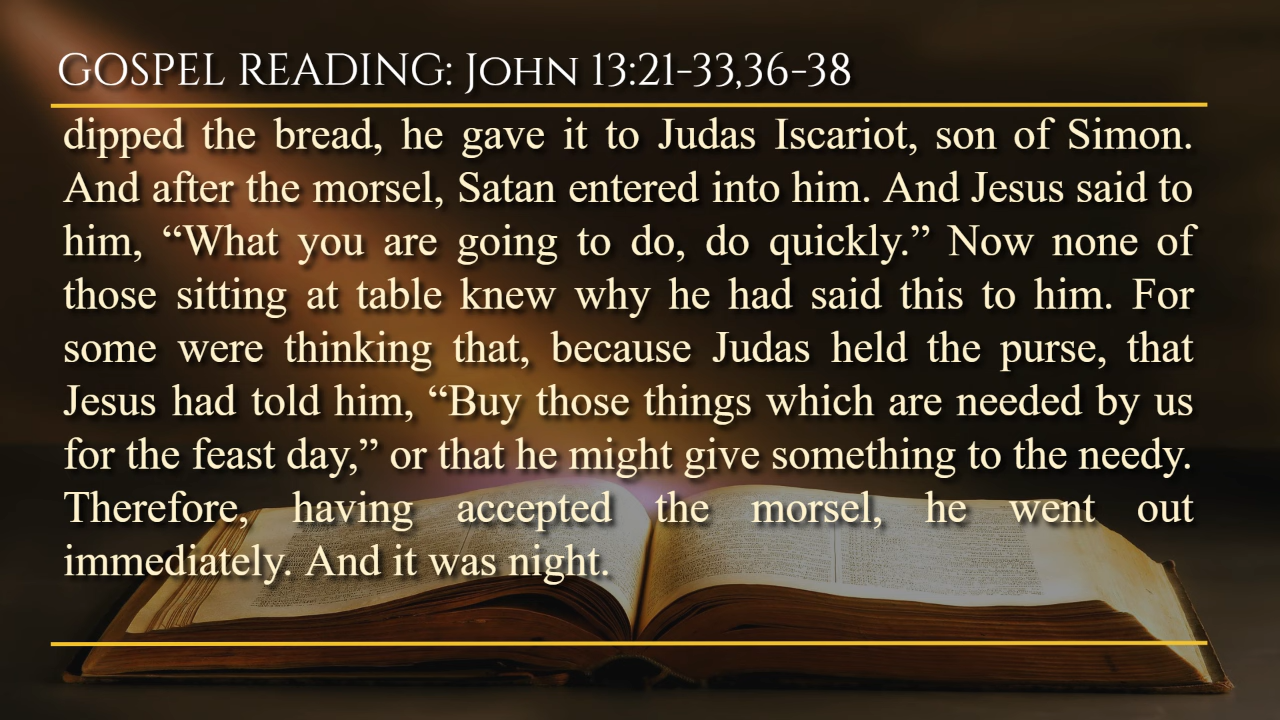 GOSPEL READING: JOHN 13:21-33,36-38
dipped the bread, he gave it to Judas Iscariot, son of Simon.
And after the morsel, Satan entered into him. And Jesus said to
him, “What you are going to do, do quickly.” Now none of
those sitting at table knew why he had said this to him. For
some were thinking that, because Judas held the purse, that
Jesus had told him, “Buy those things which are needed by us
for the feast day,” or that he might give something to the needy.
Therefore, having accepted the morsel, he went out
immediately. And it was night.